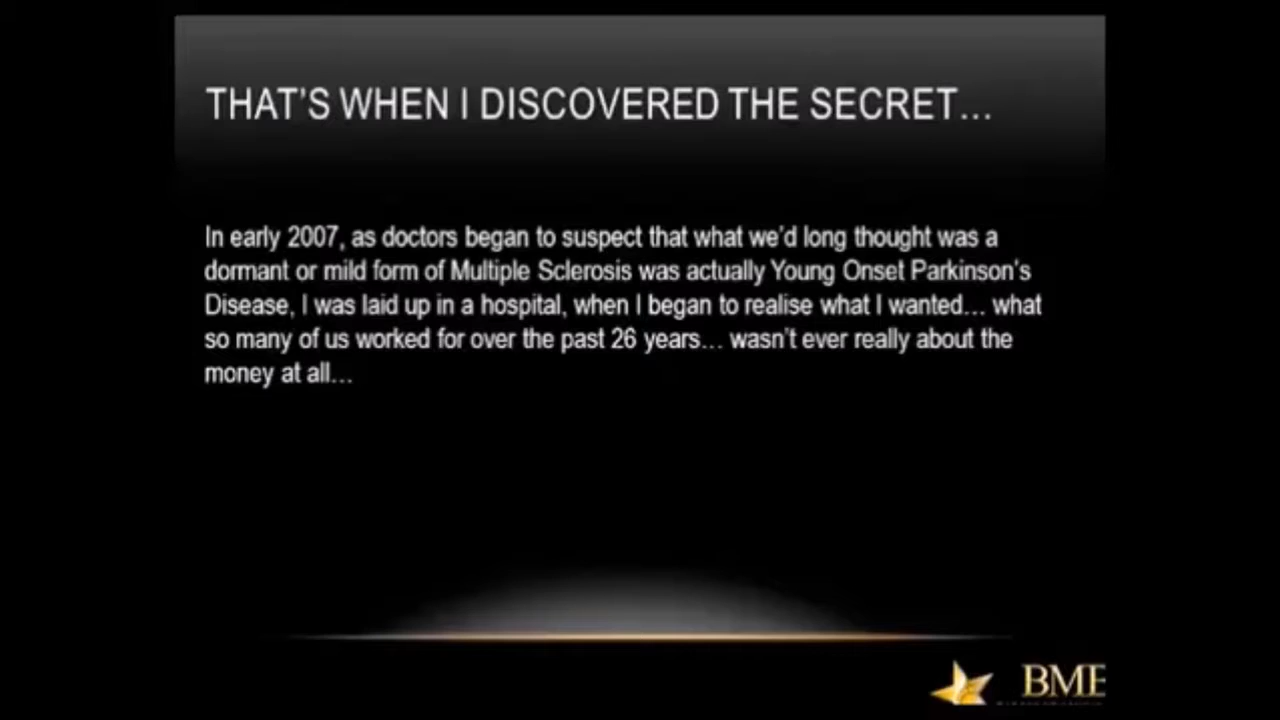 THAT'S WHEN I DISCOVERED THE SECRET...
In early 2007, as doctors began to suspect that what we'd long thought was a
dormant or mild form of Multiple Sclerosis was actually Young Onset Parkinson's
Disease, I was laid up in a hospital, when I began to realise what I wanted... what
so many of us worked for over the past 26 years... wasn't ever really about the
money at all...
BME